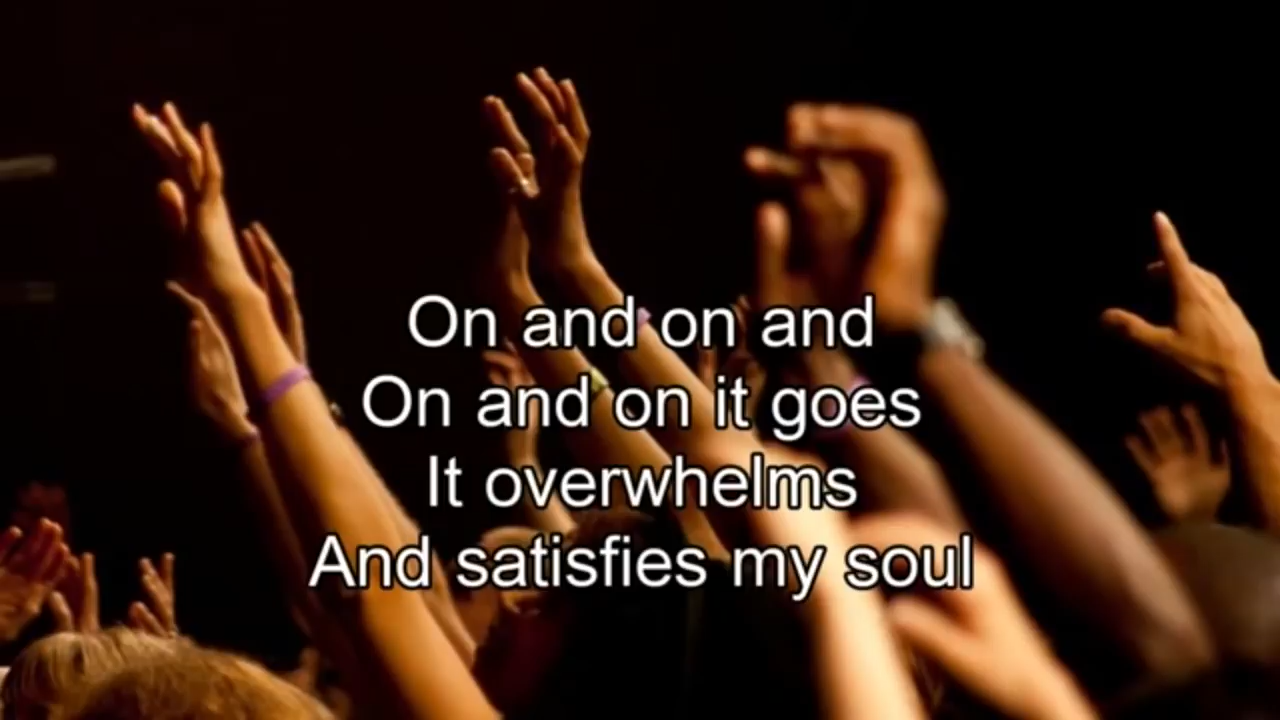 On and on and
On and on it goes
It overwhelms
And satisfies my soul